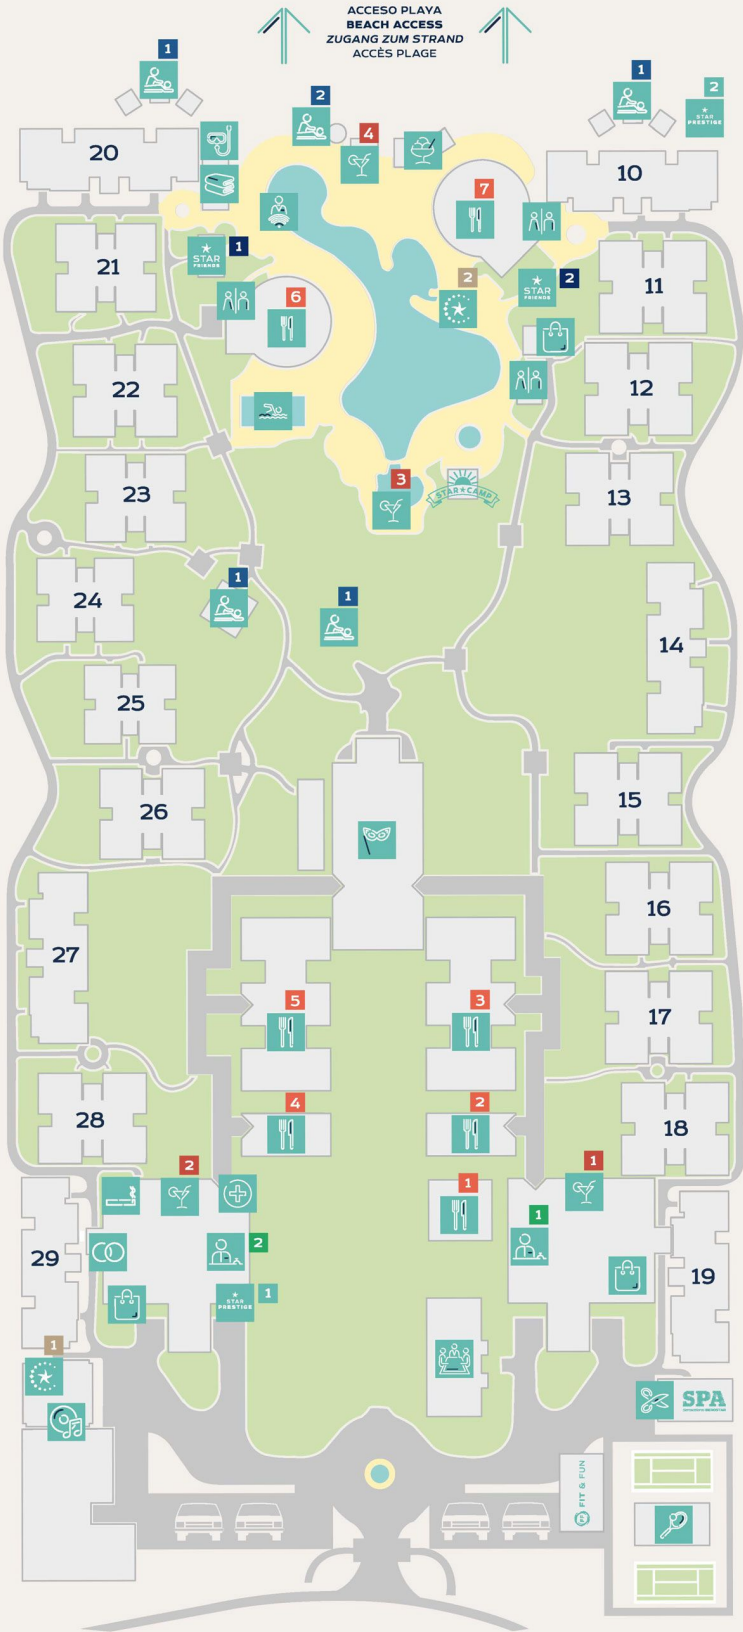 ACCESO PLAYA
BEACH ACCESS
ZUGANG ZUM STRAND
ACCÈS PLAGE
1
1
2
2
STAR
PRESTIGE
4
20
10
7
21
STAR
FRIENDS
1
2
STAR
FRIENDS
2
11
6
22
12
23
3
STAR★CAMP
13
24
1
1
14
25
26
15
27
16
5
3
17
28
4
2
18
2
1
1
1
29
2
19
STAR
PRESTIGE
1
1
SPA
FIT & FUN